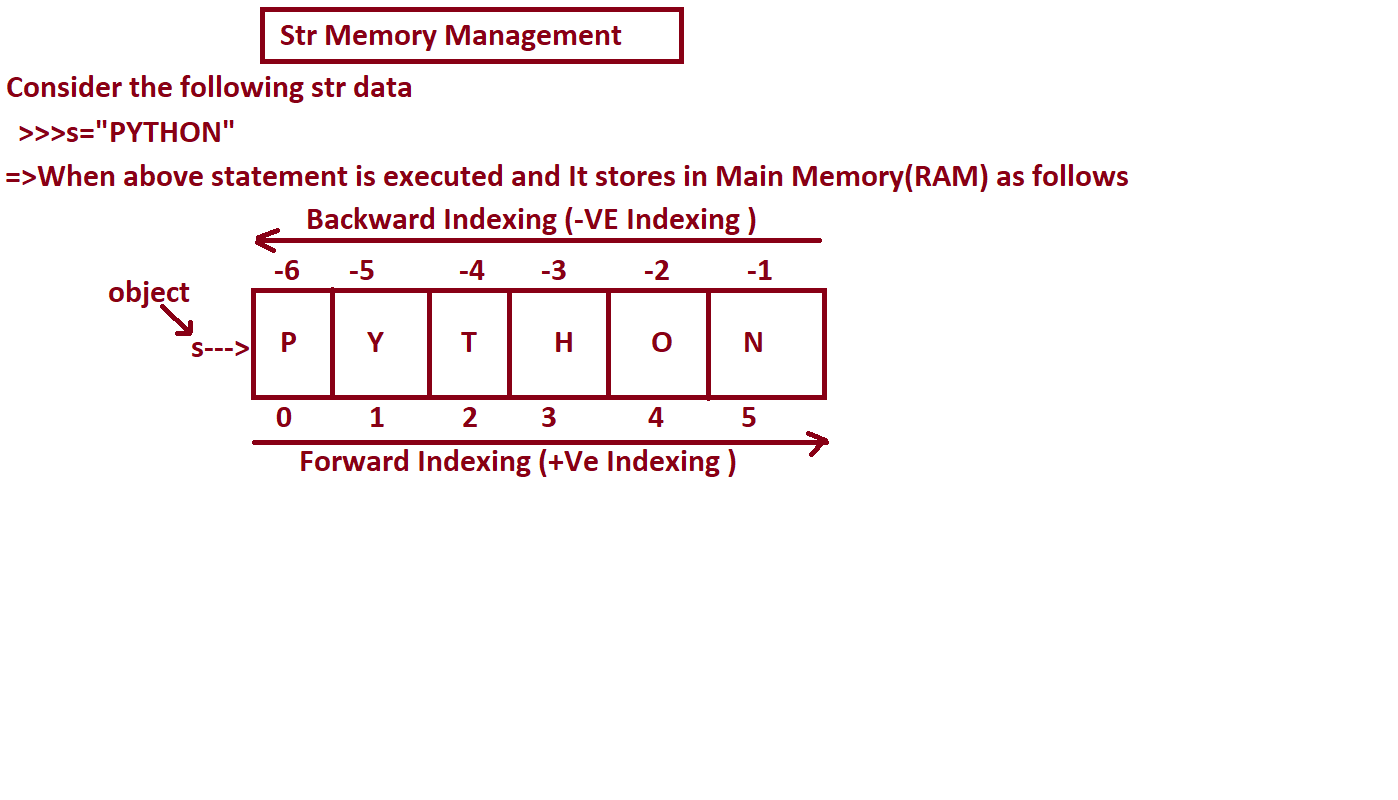 Str Memory Management
Consider the following str data
>>>s="PYTHON"
=>When above statement is executed and It stores in Main Memory(RAM) as follows
Backward Indexing (-VE Indexing )
-6 -5 -4 -3 -2 -1
object
s---> P Y T H O N
0 1 2 3 4 5
Forward Indexing (+Ve Indexing )